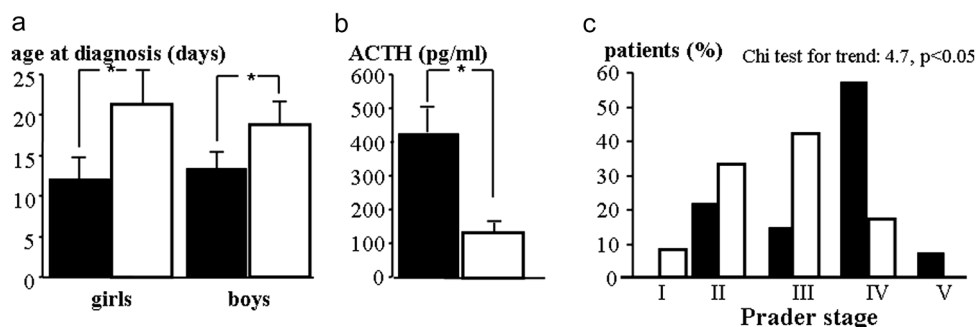 a
age at diagnosis (days)
25
20
15
10
5
0
*
*
girls
boys
b
ACTH (pg/ml)
600
500
400
300
200
100
0
*
c
patients (%)
Chi test for trend: 4.7, p<0.05
60
50
40
30
20
10
0
I II III IV V
Prader stage